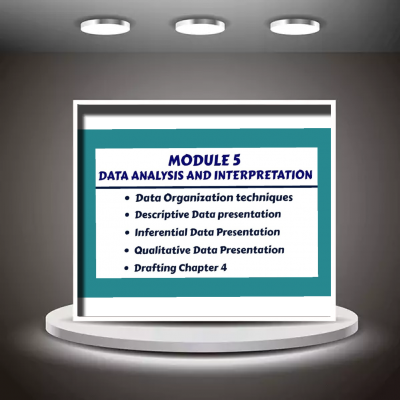 MODULE 5
DATA ANALYSIS AND INTERPRETATION
• Data Organization techniques
• Descriptive Data presentation
• Inferential Data Presentation
• Qualitative Data Presentation
• Drafting Chapter 4